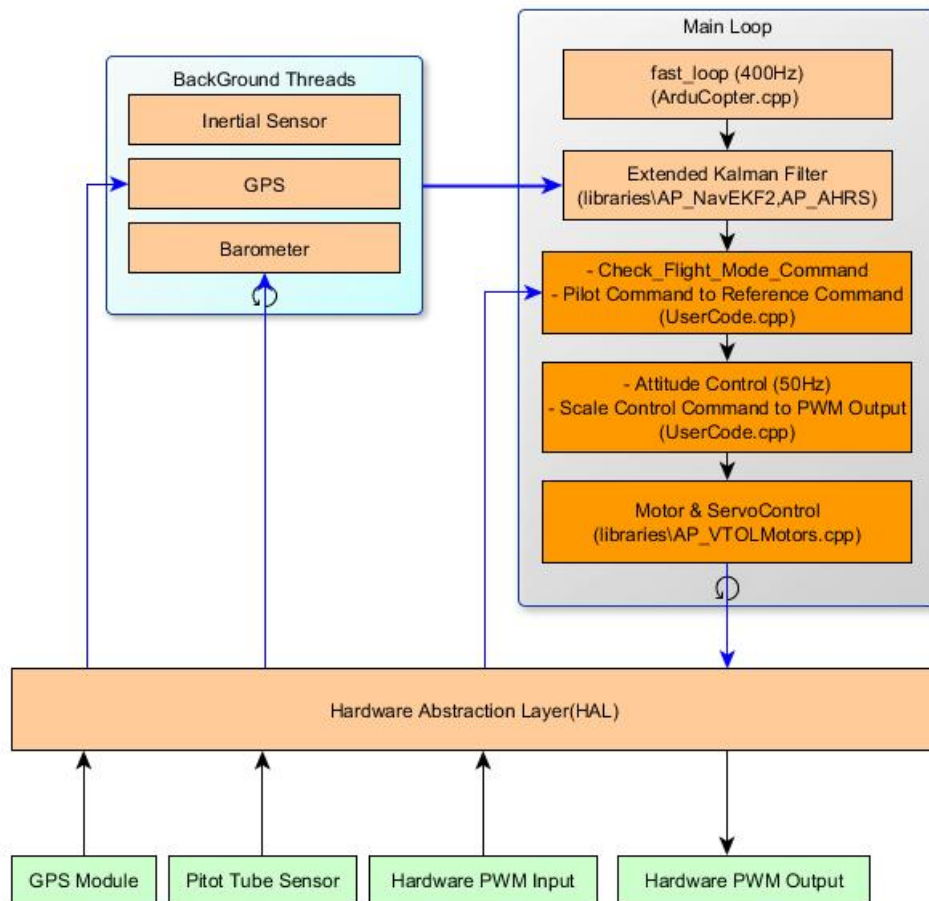 BackGround Threads
Inertial Sensor
GPS
Barometer
Main Loop
fast_loop (400Hz)
(ArduCopter.cpp)
Extended Kalman Filter
(libraries\AP_NavEKF2,AP_AHRS)
- Check_Flight_Mode_Command
- Pilot Command to Reference Command
(UserCode.cpp)
- Attitude Control (50Hz)
- Scale Control Command to PWM Output
(UserCode.cpp)
Motor & ServoControl
(libraries\AP_VTOLMotors.cpp)
Hardware Abstraction Layer(HAL)
GPS Module
Pitot Tube Sensor
Hardware PWM Input
Hardware PWM Output